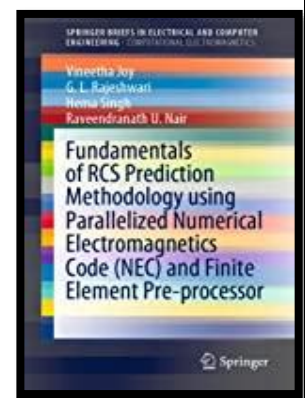 SPRINGER BRIEFS IN ELECTRICAL AND COMPUTER
ENGINEERING · COMPUTATIONAL ELECTROMAGNETICS
Vineetha Joy
G. L. Rajeshwari
Hema Singh
Raveendranath U. Nair
Fundamentals
of RCS Prediction
Methodology using
Parallelized Numerical
Electromagnetics
Code (NEC) and Finite
Element Pre-processor
Springer